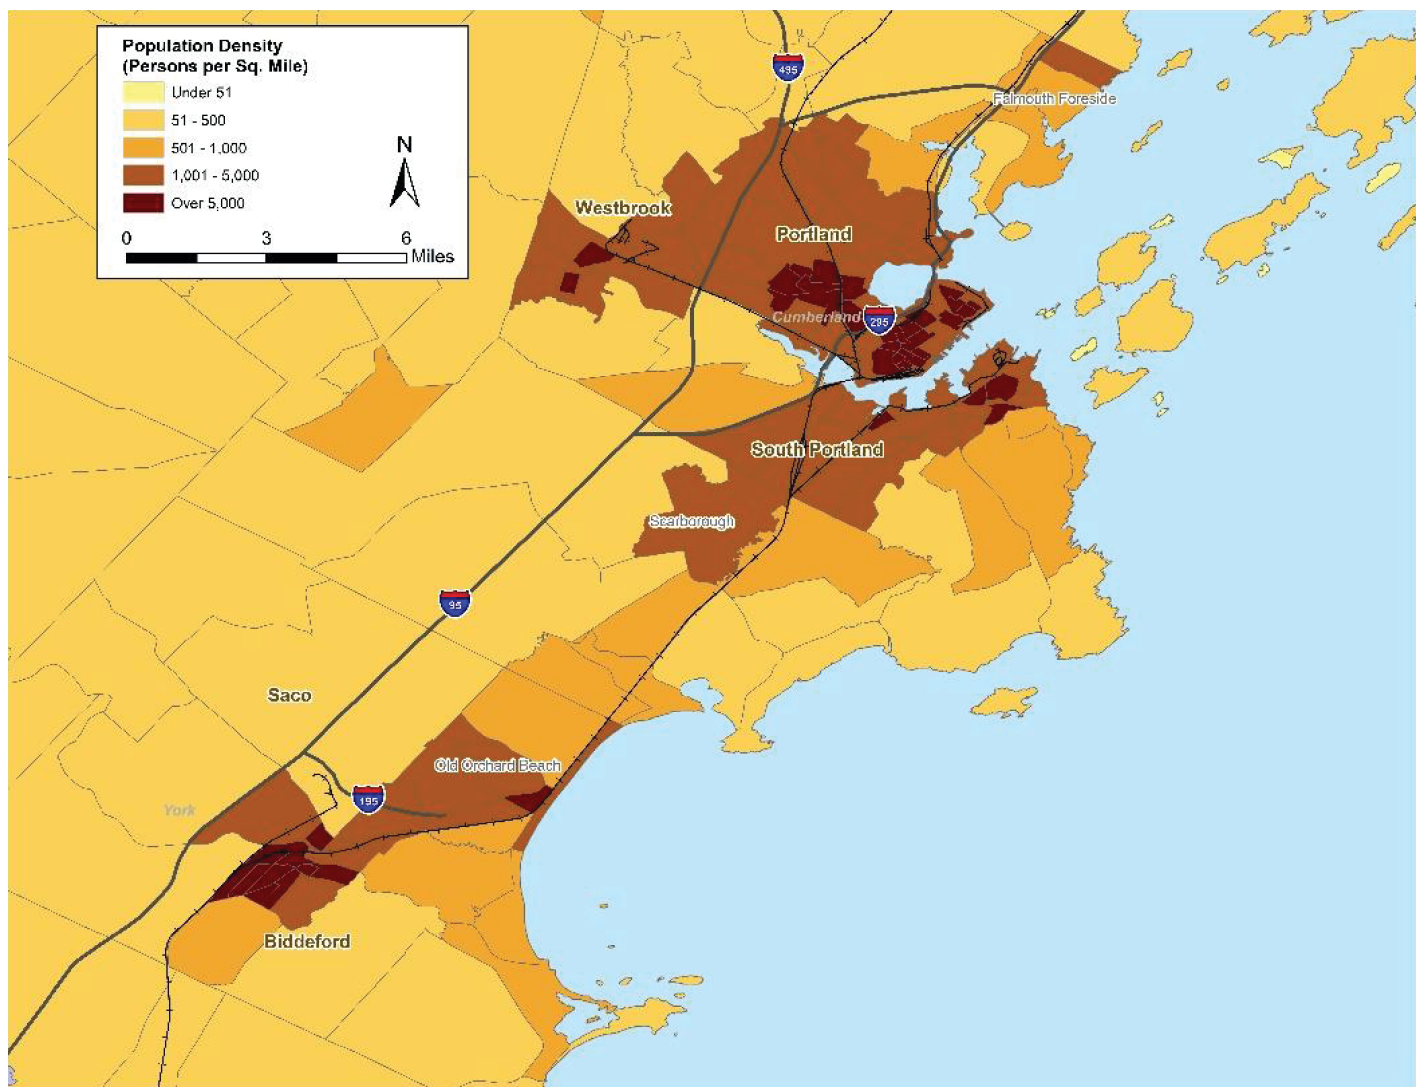 Population Density
(Persons per Sq. Mile)
Under 51
51 - 500
501 - 1,000
1,001 - 5,000
Over 5,000
N
0 3 6
Miles
495
Falmouth Foreside
Westbrook
Portland
Cumberland
295
South Portland
Scarborough
95
Saco
Old Orchard Beach
195
York
Biddeford